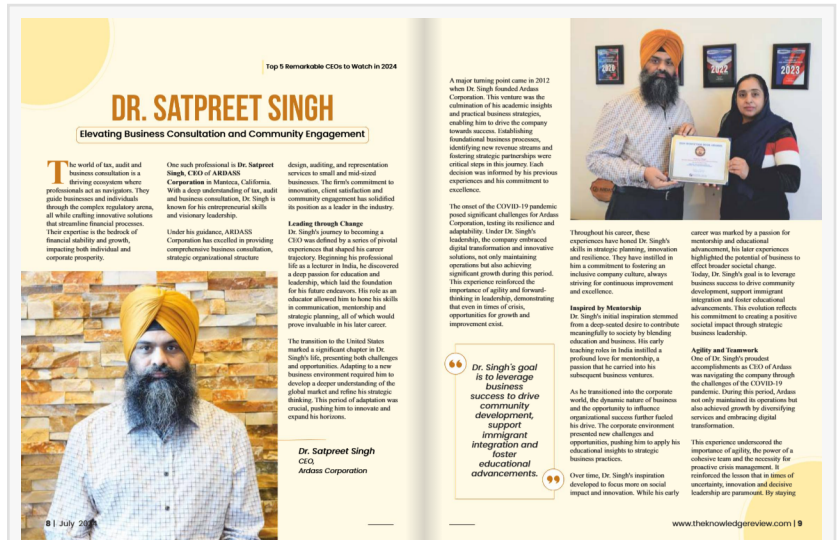 Top 5 Remarkable CEOs to Watch in 2024
DR. SATPREET SINGH
Elevating Business Consultation and Community Engagement
The world of tax, audit and
business consultation is a
thriving ecosystem where
professionals act as navigators. They
guide businesses and individuals
through the complex regulatory arena,
all while crafting innovative solutions
that streamline financial processes.
Their expertise is the bedrock of
financial stability and growth,
impacting both individual and
corporate prosperity.
One such professional is Dr. Satpreet
Singh, CEO of ARDASS
Corporation in Manteca, California.
With a deep understanding of tax, audit
and business consultation, Dr. Singh is
known for his entrepreneurial skills
and visionary leadership.
Under his guidance, ARDASS
Corporation has excelled in providing
comprehensive business consultation,
strategic organizational structure
design, auditing, and representation
services to small and mid-sized
businesses. The firm's commitment to
innovation, client satisfaction and
community engagement has solidified
its position as a leader in the industry.
Leading through Change
Dr. Singh's journey to becoming a
CEO was defined by a series of pivotal
experiences that shaped his career
trajectory. Beginning his professional
life as a lecturer in India, he discovered
a deep passion for education and
leadership, which laid the foundation
for his future endeavors. His role as an
educator allowed him to hone his skills
in communication, mentorship and
strategic planning, all of which would
prove invaluable in his later career.
The transition to the United States
marked a significant chapter in Dr.
Singh's life, presenting both challenges
and opportunities. Adapting to a new
business environment required him to
develop a deeper understanding of the
global market and refine his strategic
thinking. This period of adaptation was
crucial, pushing him to innovate and
expand his horizons.
Dr. Satpreet Singh
CEO,
Ardass Corporation
8 | July 2024
A major turning point came in 2012
when Dr. Singh founded Ardass
Corporation. This venture was the
culmination of his academic insights
and practical business strategies,
enabling him to drive the company
towards success. Establishing
foundational business processes,
identifying new revenue streams and
fostering strategic partnerships were
critical steps in this journey. Each
decision was informed by his previous
experiences and his commitment to
excellence.
The onset of the COVID-19 pandemic
posed significant challenges for Ardass
Corporation, testing its resilience and
adaptability. Under Dr. Singh's
leadership, the company embraced
digital transformation and innovative
solutions, not only maintaining
operations but also achieving
significant growth during this period.
This experience reinforced the
importance of agility and forward-
thinking in leadership, demonstrating
that even in times of crisis,
opportunities for growth and
improvement exist.
Dr. Singh's goal
is to leverage
business
success to drive
community
development,
support
immigrant
integration and
foster
educational
advancements.
2020
2022
2023
Throughout his career, these
experiences have honed Dr. Singh's
skills in strategic planning, innovation
and resilience. They have instilled in
him a commitment to fostering an
inclusive company culture, always
striving for continuous improvement
and excellence.
Inspired by Mentorship
Dr. Singh's initial inspiration stemmed
from a deep-seated desire to contribute
meaningfully to society by blending
education and business. His early
teaching roles in India instilled a
profound love for mentorship, a
passion that he carried into his
subsequent business ventures.
As he transitioned into the corporate
world, the dynamic nature of business
and the opportunity to influence
organizational success further fueled
his drive. The corporate environment
presented new challenges and
opportunities, pushing him to apply his
educational insights to strategic
business practices.
Over time, Dr. Singh's inspiration
developed to focus more on social
impact and innovation. While his early
career was marked by a passion for
mentorship and educational
advancement, his later experiences
highlighted the potential of business to
effect broader societal change.
Today, Dr. Singh's goal is to leverage
business success to drive community
development, support immigrant
integration and foster educational
advancements. This evolution reflects
his commitment to creating a positive
societal impact through strategic
business leadership.
Agility and Teamwork
One of Dr. Singh's proudest
accomplishments as CEO of Ardass
was navigating the company through
the challenges of the COVID-19
pandemic. During this period, Ardass
not only maintained its operations but
also achieved growth by diversifying
services and embracing digital
transformation.
This experience underscored the
importance of agility, the power of a
cohesive team and the necessity for
proactive crisis management. It
reinforced the lesson that in times of
uncertainty, innovation and decisive
leadership are paramount. By staying
www.theknowledgereview.com | 9